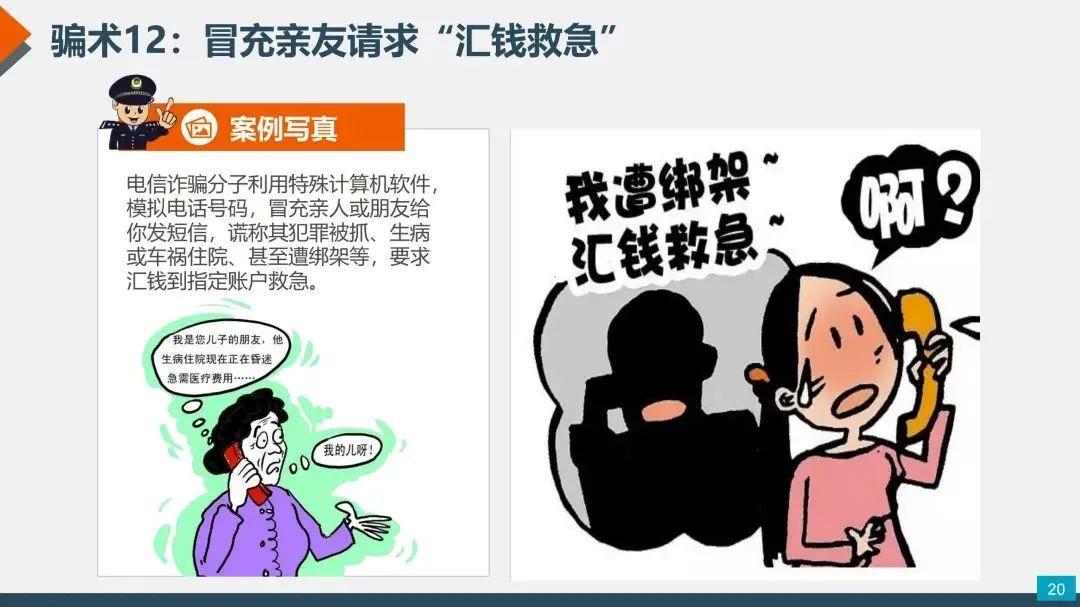 骗术12：冒充亲友请求“汇钱救急”
案例写真
电信诈骗分子利用特殊计算机软件，
模拟电话号码，冒充亲人或朋友给
你发短信，谎称其犯罪被抓、生病
或车祸住院、甚至遭绑架等，要求
汇钱到指定账户救急。
我是您儿子的朋友，他
生病住院现在正在昏迷
急需医疗费用……
我的儿呀！
我遭绑架~
汇钱救急~
啊？
20